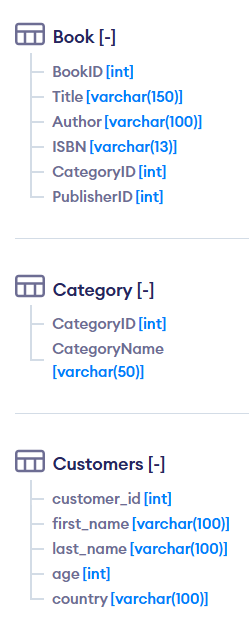 Book [-]
BookID [int]
Title [varchar(150)]
Author [varchar(100)]
ISBN [varchar(13)]
CategoryID [int]
PublisherID [int]
Category [-]
CategoryID [int]
CategoryName
[varchar(50)]
Customers [-]
customer_id [int]
first_name [varchar(100)]
last_name [varchar(100)]
age [int]
country [varchar(100)]